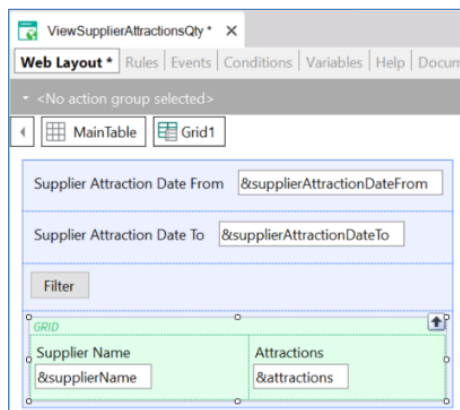 ViewSupplierAttractionsQty * ×
Web Layout * Rules Events Conditions Variables Help Docum
<No action group selected>
MainTable Grid1
Supplier Attraction Date From &supplierAttractionDateFrom
Supplier Attraction Date To &supplierAttractionDateTo
Filter
GRID
Supplier Name Attractions
&supplierName &attractions